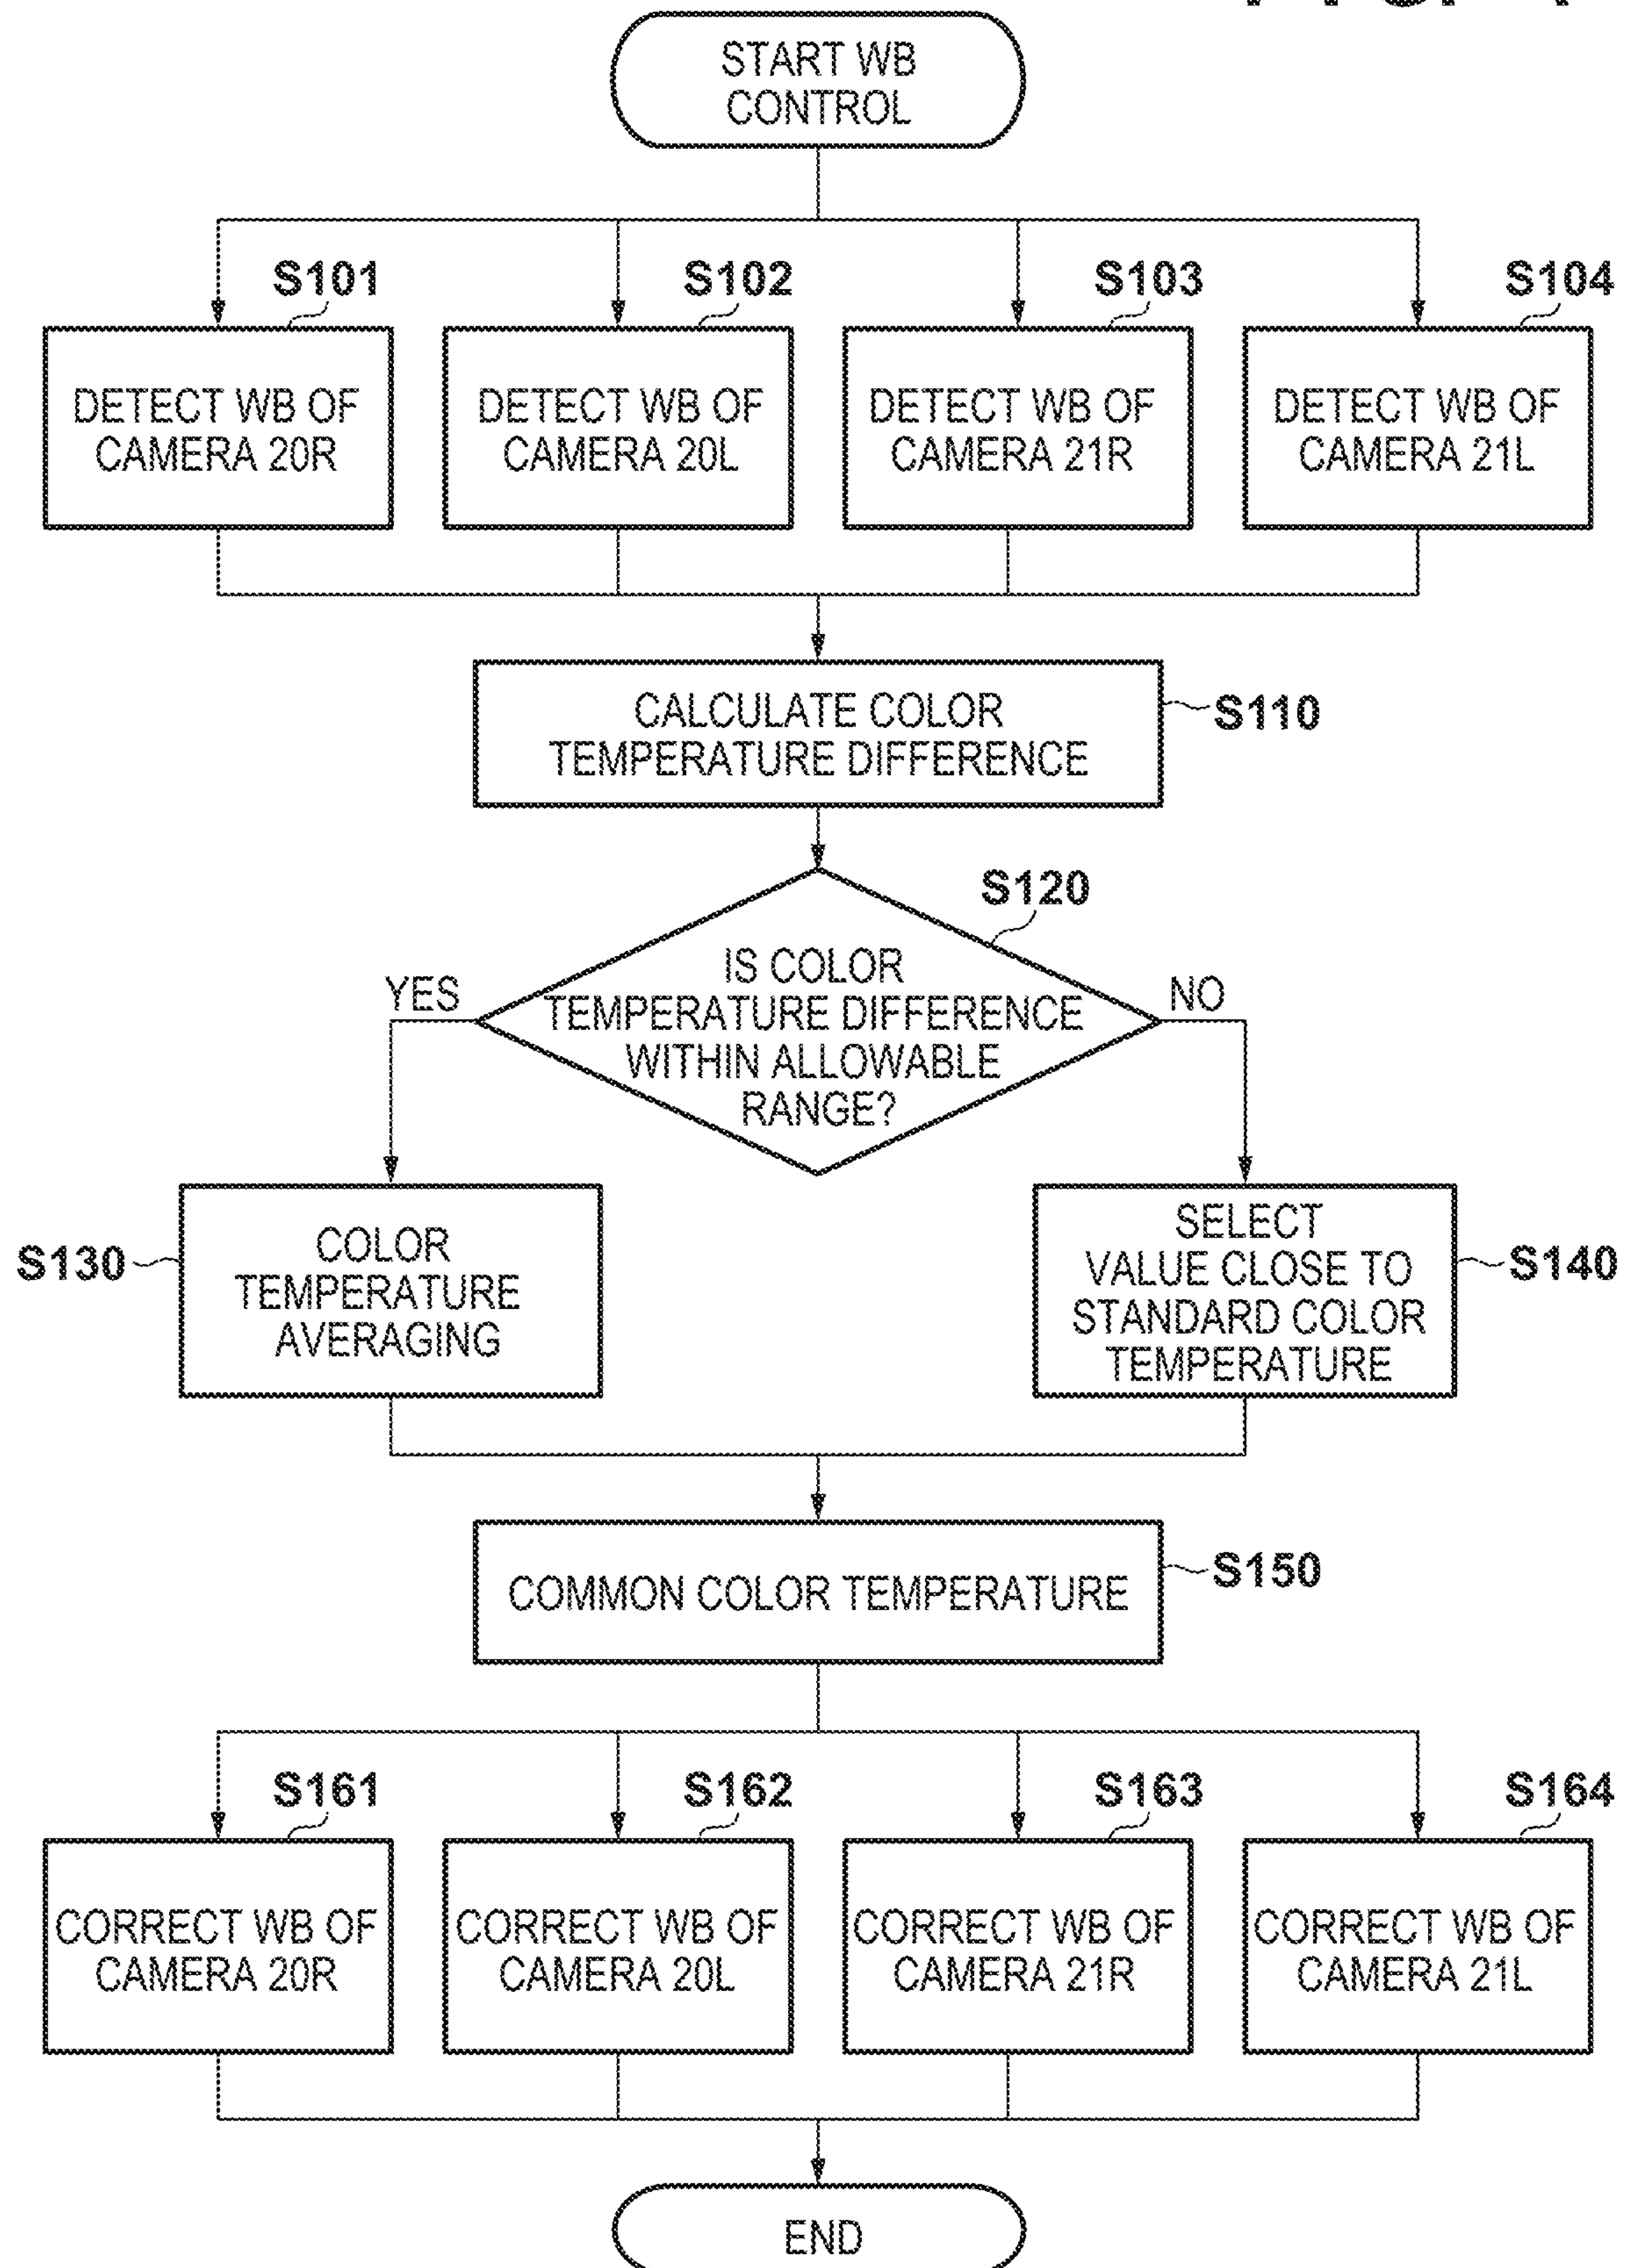 START WB
CONTROL
S101
S102
S103
S104
DETECT WB OF
CAMERA 20R
DETECT WB OF
CAMERA 20L
DETECT WB OF
CAMERA 21R
DETECT WB OF
CAMERA 21L
CALCULATE COLOR
TEMPERATURE DIFFERENCE
S110
S120
IS COLOR
TEMPERATURE DIFFERENCE
WITHIN ALLOWABLE
RANGE?
YES
NO
S130
COLOR
TEMPERATURE
AVERAGING
SELECT
VALUE CLOSE TO
STANDARD COLOR
TEMPERATURE
S140
COMMON COLOR TEMPERATURE
S150
S161
S162
S163
S164
CORRECT WB OF
CAMERA 20R
CORRECT WB OF
CAMERA 20L
CORRECT WB OF
CAMERA 21R
CORRECT WB OF
CAMERA 21L
END